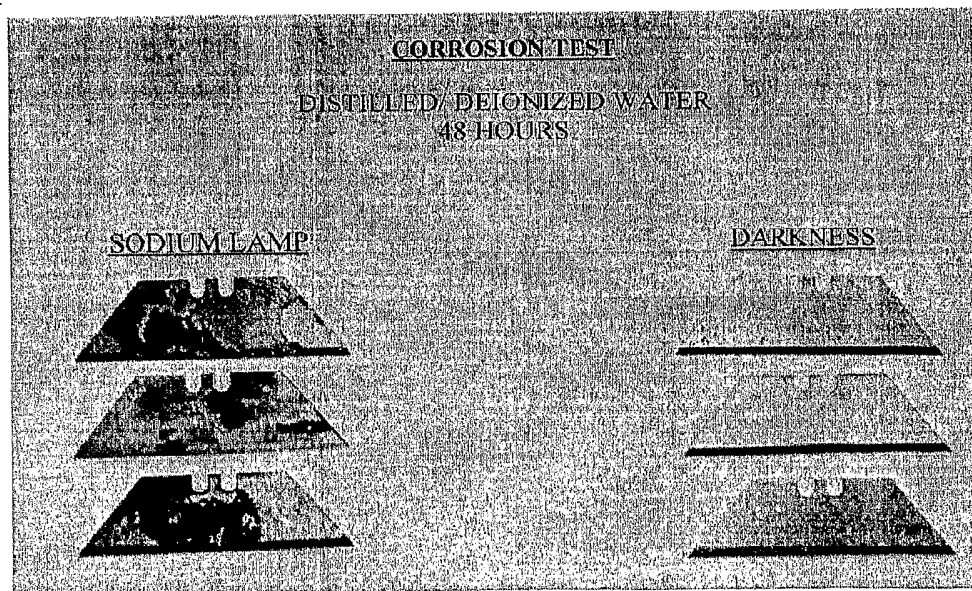 CORROSION TEST
DISTILLED/ DEIONIZED WATER
48 HOURS
SODIUM LAMP
DARKNESS